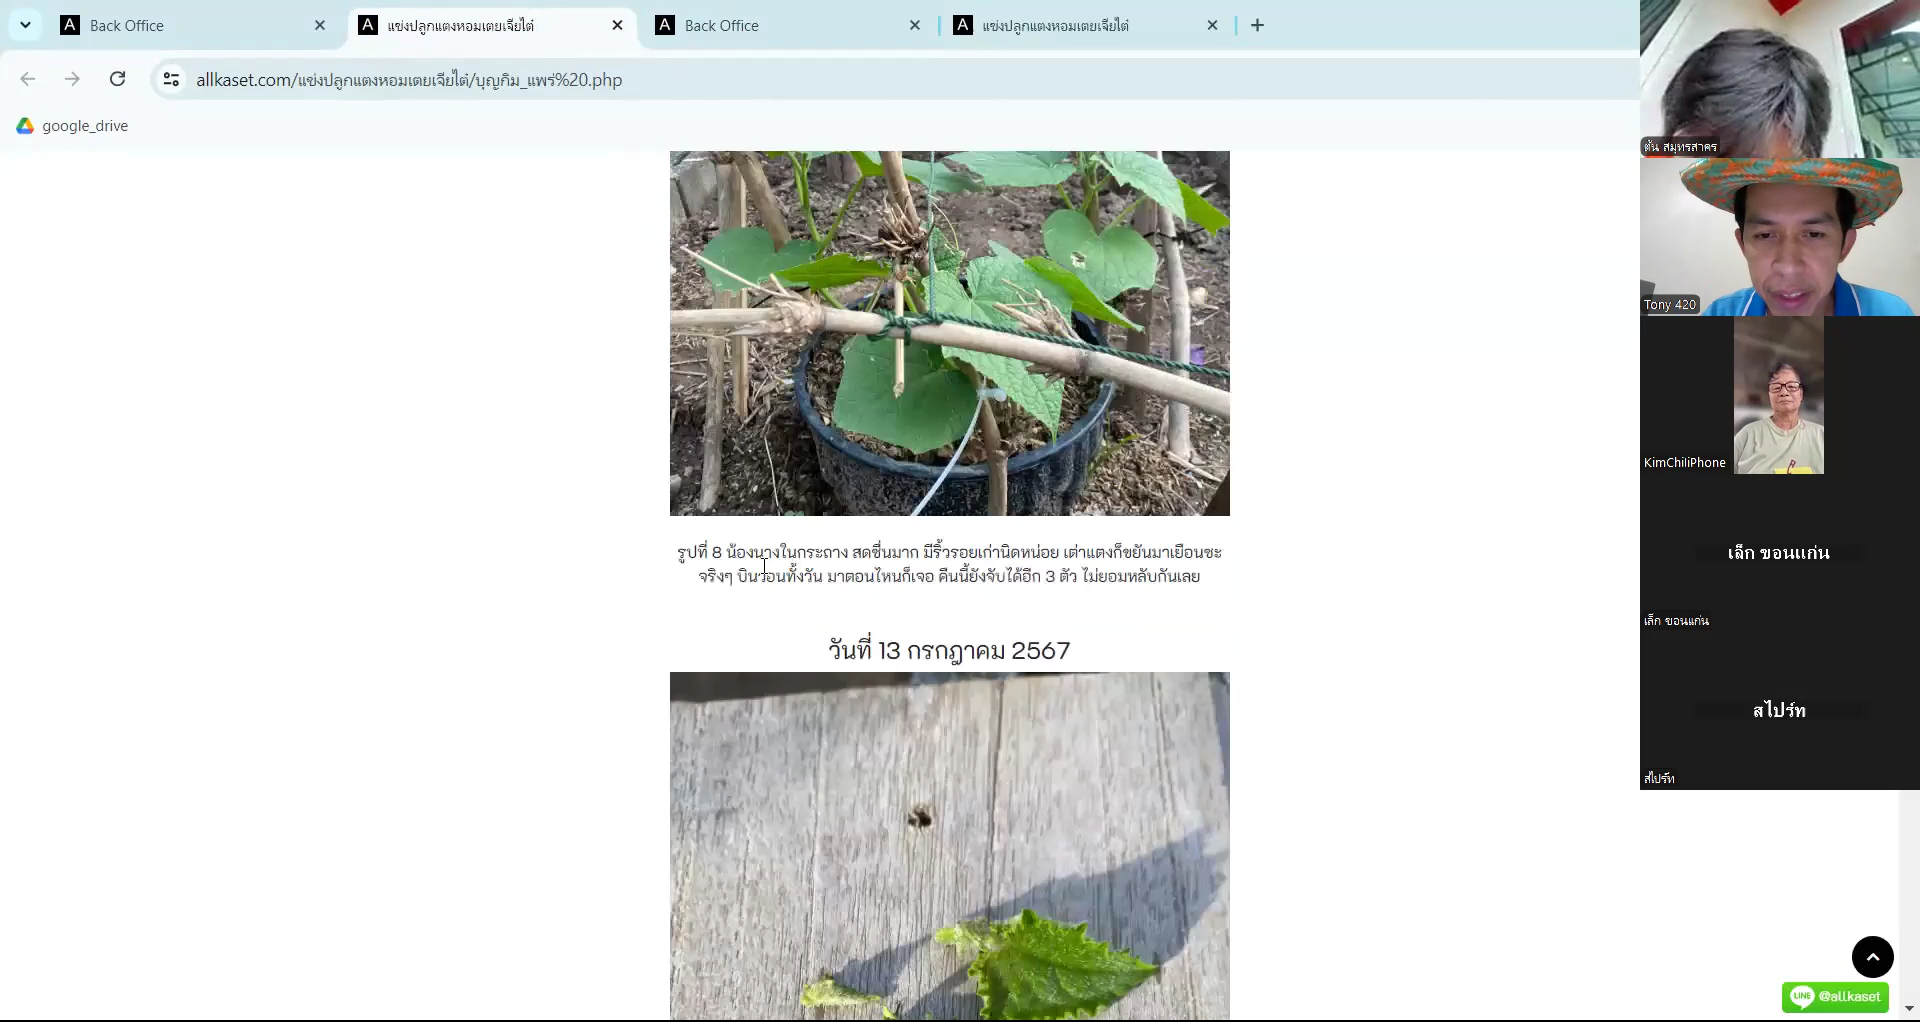 Back Office
แข่งปลูกแตงหอมเตยเจียไต๋
Back Office
แข่งปลูกแตงหอมเตยเจียไต๋
allkaset.com/แข่งปลูกแตงหอมเตยเจียไต๋/บุญกิม_แพร่%20.php
google_drive
รูปที่ 8 น้องนางในกระถาง สดชื่นมาก มีริ้วรอยเก่านิดหน่อย เต่าแตงก็ขยันมาเยือนซะ
จริงๆ บินว่อนทั้งวัน มาตอนไหนก็เจอ คืนนี้ยังจับได้อีก 3 ตัว ไม่ยอมหลับกันเลย
วันที่ 13 กรกฎาคม 2567
ต้น สมุทรสาคร
Tony 420
KimChiliPhone
เล็ก ขอนแก่น
เล็ก ขอนแก่น
สไปร์ท
สไปร์ท
LINE @allkaset